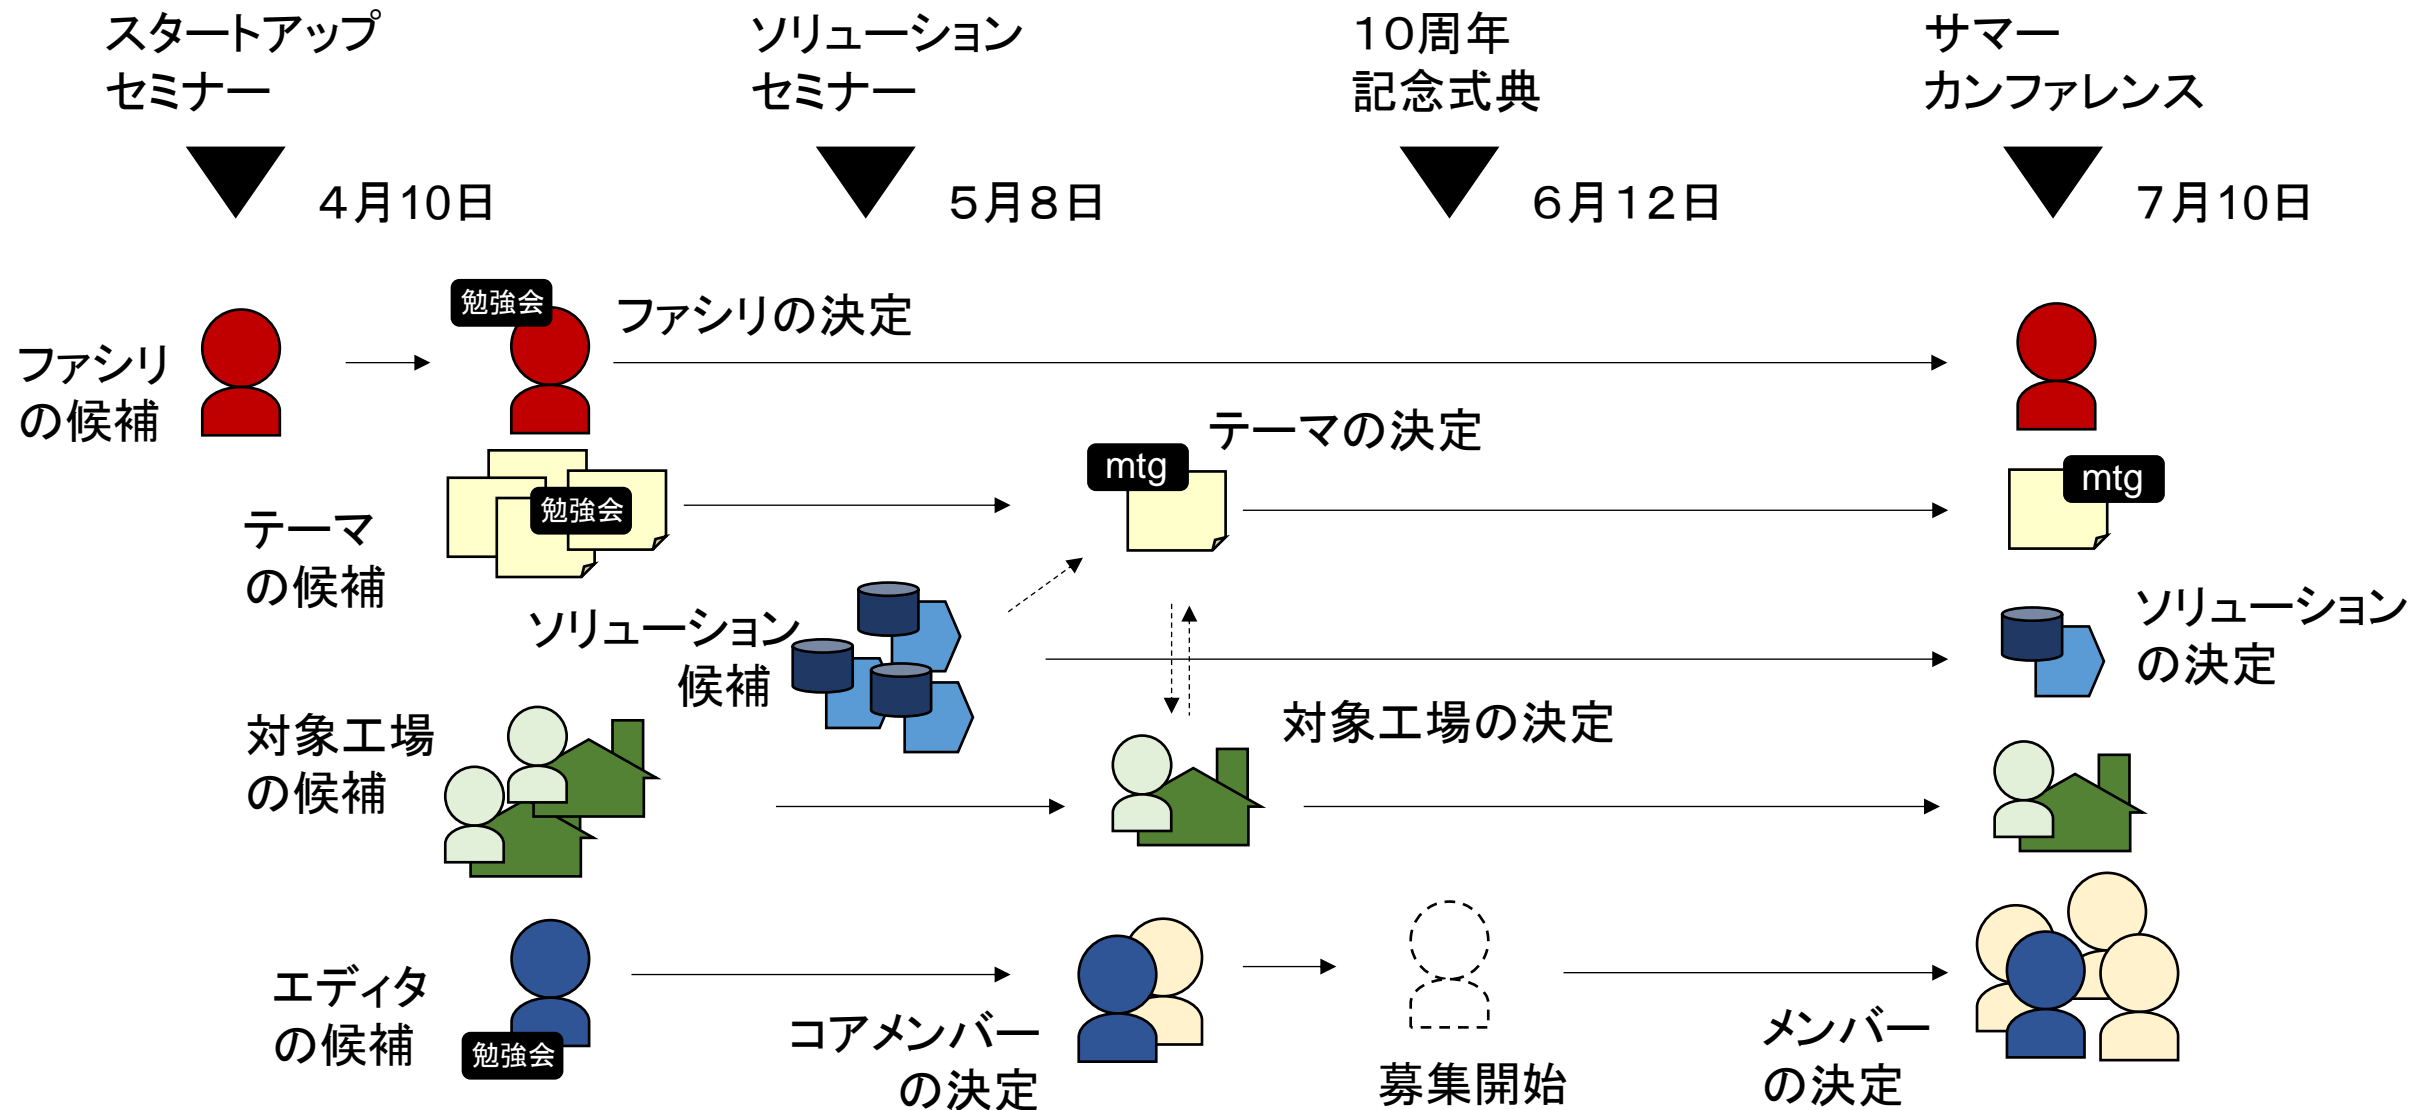 スタートアップ
セミナー
ソリューション
セミナー
１０周年
記念式典
サマー
カンファレンス
４月10日
５月８日
６月１２日
７月10日
勉強会
ファシリの決定
ファシリ
の候補
テーマの決定
mtg
mtg
勉強会
テーマ
の候補
ソリューション
候補
ソリューション
の決定
対象工場
の候補
対象工場の決定
エディタ
の候補
勉強会
コアメンバー
の決定
募集開始
メンバー
の決定